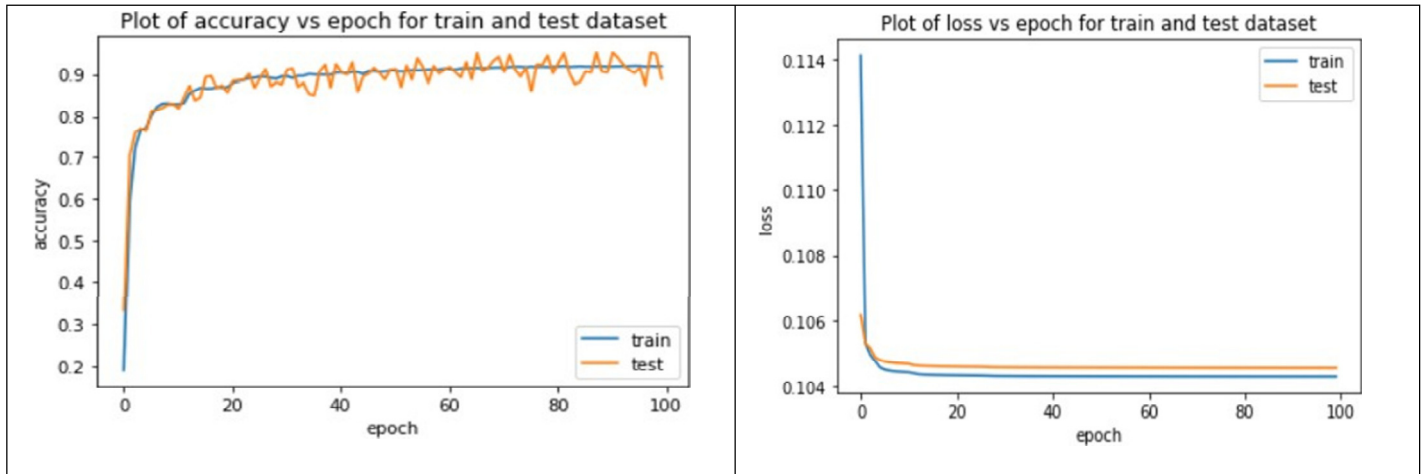 Plot of accuracy vs epoch for train and test dataset
accuracy
0.9
0.8
0.7
0.6
0.5
0.4
0.3
0.2
0
20
40
60
80
100
epoch
train
test
Plot of loss vs epoch for train and test dataset
loss
0.114
0.112
0.110
0.108
0.106
0.104
0
20
40
60
80
100
epoch
train
test